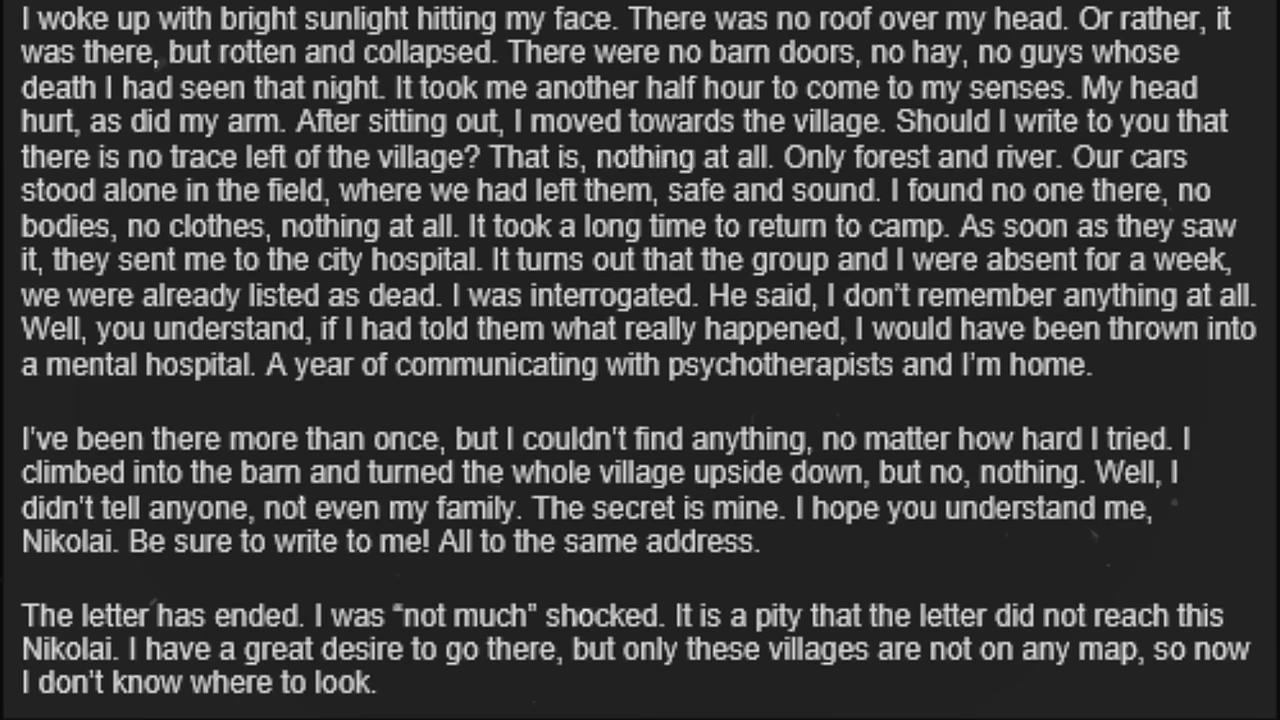 I woke up with bright sunlight hitting my face. There was no roof over my head. Or rather, it
was there, but rotten and collapsed. There were no barn doors, no hay, no guys whose
death I had seen that night. It took me another half hour to come to my senses. My head
hurt, as did my arm. After sitting out, I moved towards the village. Should I write to you that
there is no trace left of the village? That is, nothing at all. Only forest and river. Our cars
stood alone in the field, where we had left them, safe and sound. I found no one there, no
bodies, no clothes, nothing at all. It took a long time to return to camp. As soon as they saw
it, they sent me to the city hospital. It turns out that the group and I were absent for a week,
we were already listed as dead. I was interrogated. He said, I don't remember anything at all.
Well, you understand, if I had told them what really happened, I would have been thrown into
a mental hospital. A year of communicating with psychotherapists and I'm home.
I've been there more than once, but I couldn't find anything, no matter how hard I tried. I
climbed into the barn and turned the whole village upside down, but no, nothing. Well, I
didn't tell anyone, not even my family. The secret is mine. I hope you understand me,
Nikolai. Be sure to write to me! All to the same address.
The letter has ended. I was “not much” shocked. It is a pity that the letter did not reach this
Nikolai. I have a great desire to go there, but only these villages are not on any map, so now
I don't know where to look.